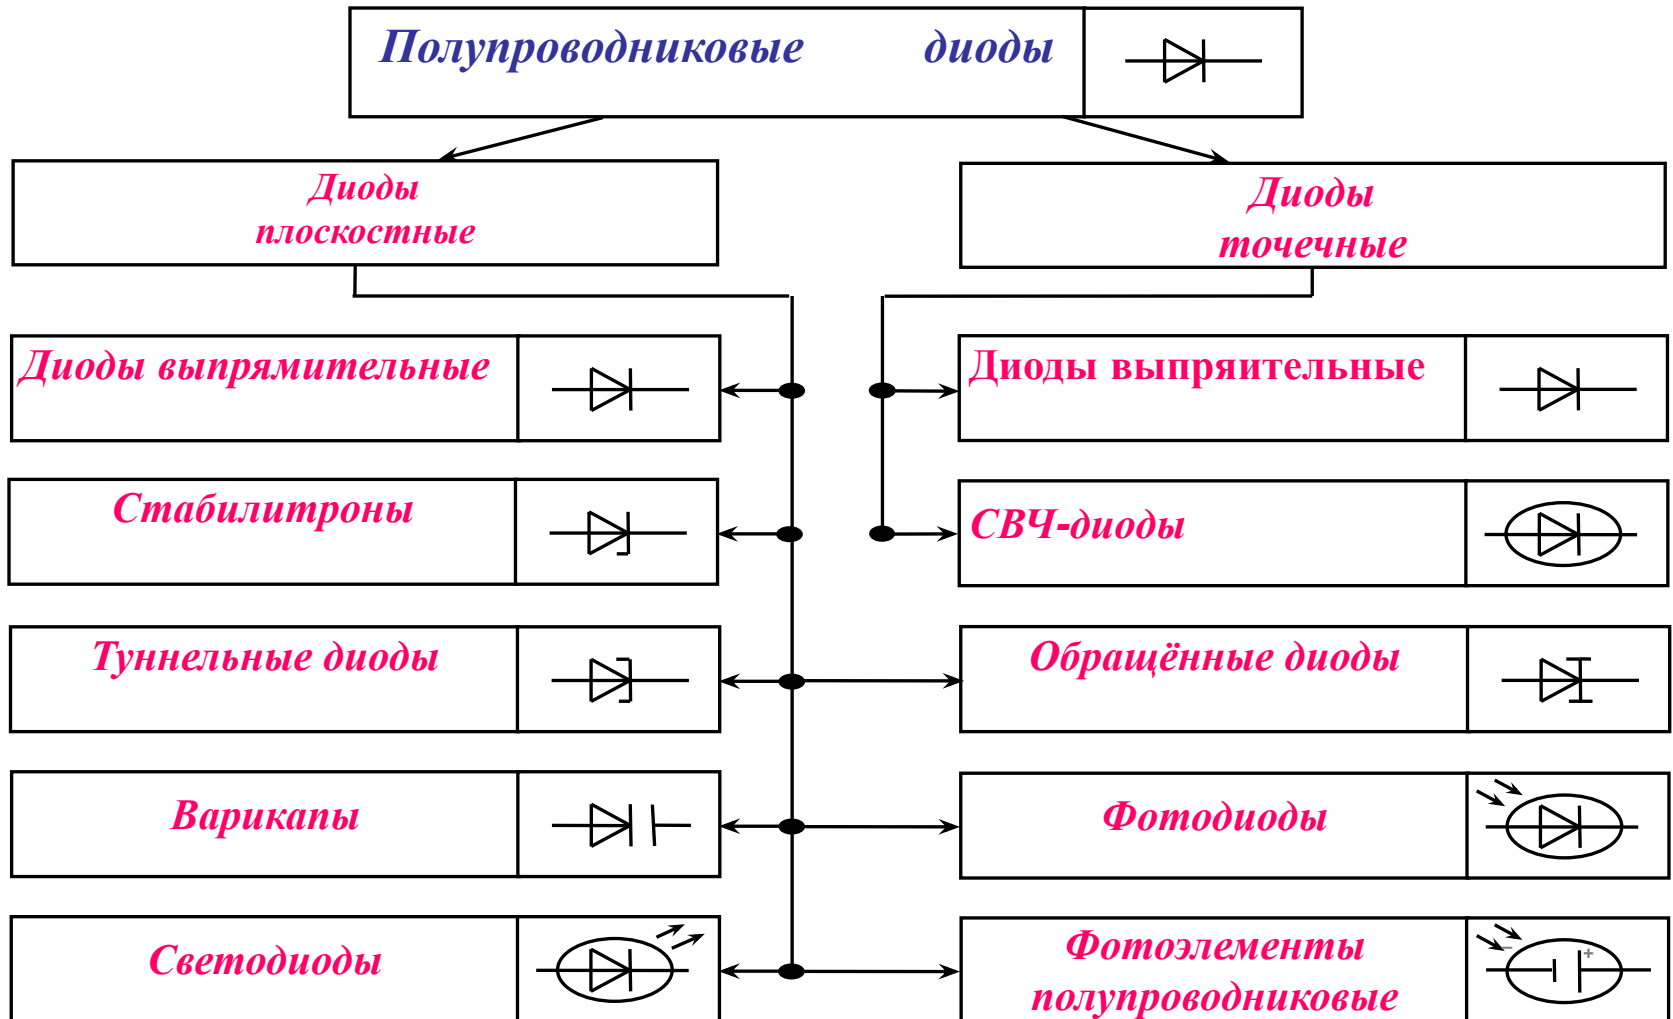 Полупроводниковые диоды
Диоды
плоскостные
Диоды
точечные
Диоды выпрямительные
Диоды выпряительные
Стабилитроны
СВЧ-диоды
Туннельные диоды
Обращённые диоды
Варикапы
Фотодиоды
Светодиоды
Фотоэлементы
полупроводниковые
− +